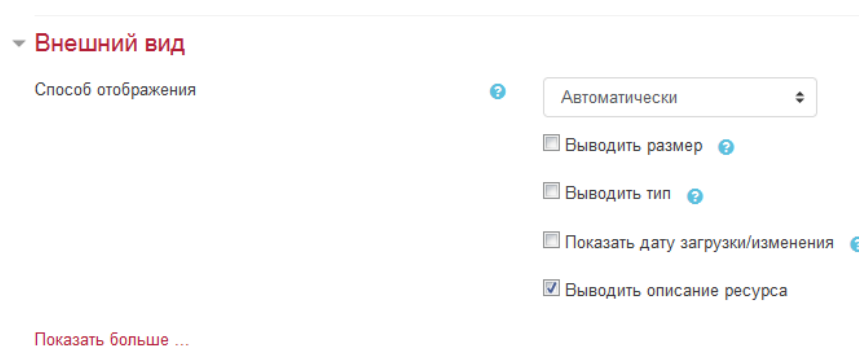 Внешний вид
Способ отображения
Автоматически
Выводить размер
Выводить тип
Показать дату загрузки/изменения
Выводить описание ресурса
Показать больше ...